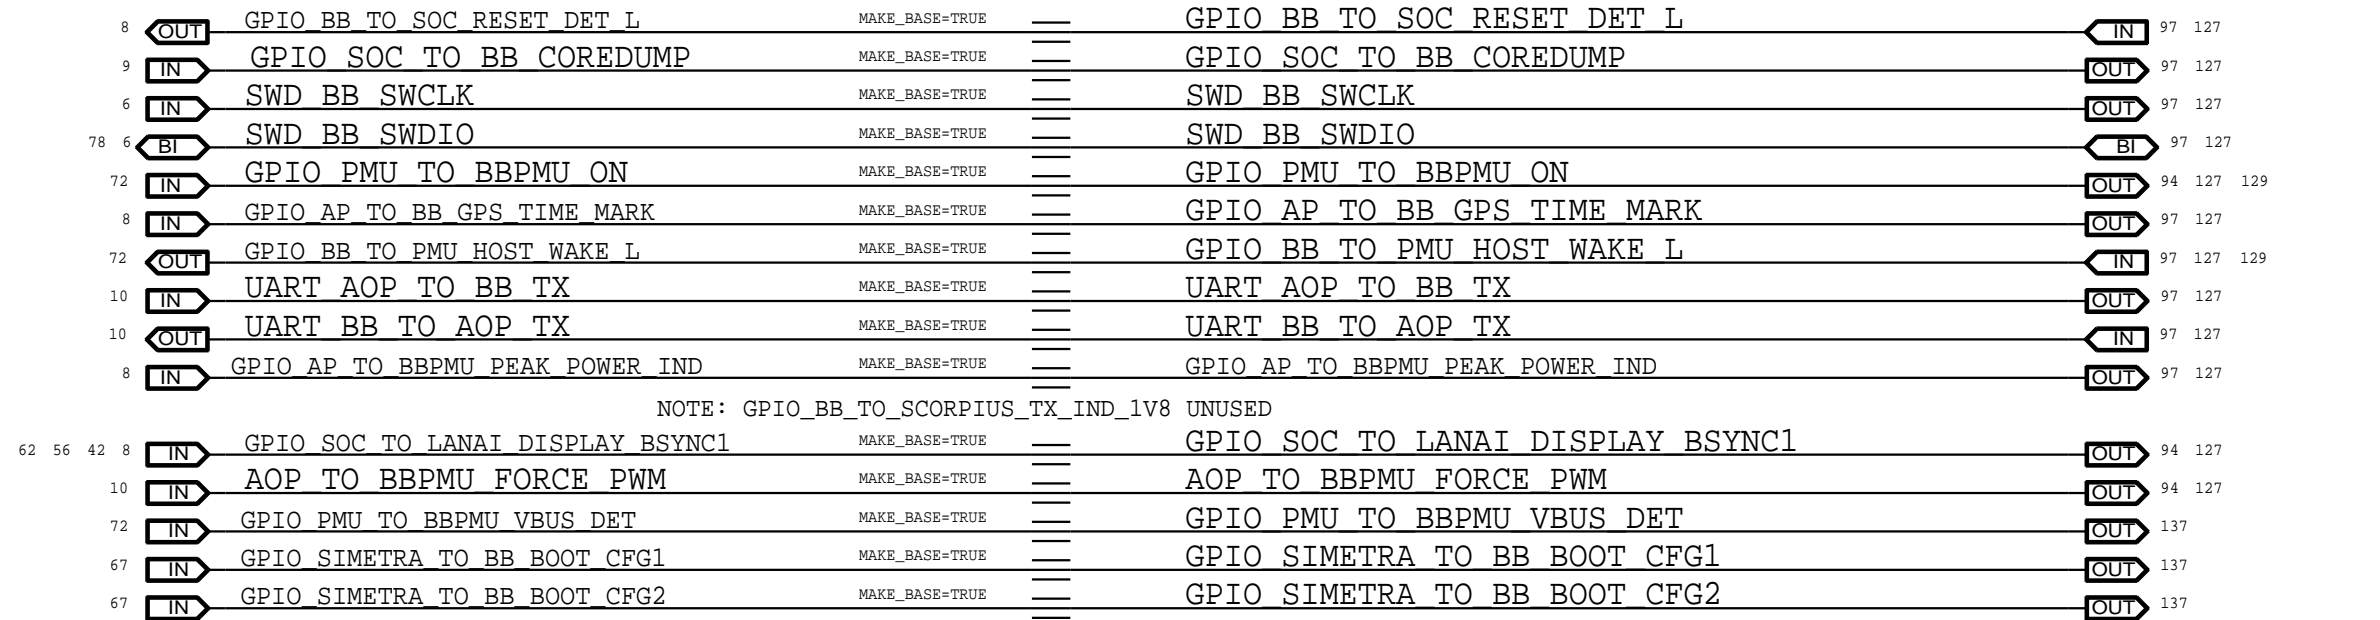 8 OUT GPIO_BB_TO_SOC_RESET_DET_L MAKE_BASE=TRUE GPIO_BB_TO_SOC_RESET_DET_L IN 97 127
9 IN GPIO_SOC_TO_BB_COREDUMP MAKE_BASE=TRUE GPIO_SOC_TO_BB_COREDUMP OUT 97 127
6 IN SWD_BB_SWCLK MAKE_BASE=TRUE SWD_BB_SWCLK OUT 97 127
78 6 BI SWD_BB_SWDIO MAKE_BASE=TRUE SWD_BB_SWDIO BI 97 127
72 IN GPIO_PMU_TO_BBPMU_ON MAKE_BASE=TRUE GPIO_PMU_TO_BBPMU_ON OUT 94 127 129
8 IN GPIO_AP_TO_BB_GPS_TIME_MARK MAKE_BASE=TRUE GPIO_AP_TO_BB_GPS_TIME_MARK OUT 97 127
72 OUT GPIO_BB_TO_PMU_HOST_WAKE_L MAKE_BASE=TRUE GPIO_BB_TO_PMU_HOST_WAKE_L IN 97 127 129
10 IN UART_AOP_TO_BB_TX MAKE_BASE=TRUE UART_AOP_TO_BB_TX OUT 97 127
10 OUT UART_BB_TO_AOP_TX MAKE_BASE=TRUE UART_BB_TO_AOP_TX IN 97 127
8 IN GPIO_AP_TO_BBPMU_PEAK_POWER_IND MAKE_BASE=TRUE GPIO_AP_TO_BBPMU_PEAK_POWER_IND OUT 97 127
NOTE: GPIO_BB_TO_SCORPIUS_TX_IND_1V8 UNUSED
62 56 42 8 IN GPIO_SOC_TO_LANAI_DISPLAY_BSYNC1 MAKE_BASE=TRUE GPIO_SOC_TO_LANAI_DISPLAY_BSYNC1 OUT 94 127
10 IN AOP_TO_BBPMU_FORCE_PWM MAKE_BASE=TRUE AOP_TO_BBPMU_FORCE_PWM OUT 94 127
72 IN GPIO_PMU_TO_BBPMU_VBUS_DET MAKE_BASE=TRUE GPIO_PMU_TO_BBPMU_VBUS_DET OUT 137
67 IN GPIO_SIMETRA_TO_BB_BOOT_CFG1 MAKE_BASE=TRUE GPIO_SIMETRA_TO_BB_BOOT_CFG1 OUT 137
67 IN GPIO_SIMETRA_TO_BB_BOOT_CFG2 MAKE_BASE=TRUE GPIO_SIMETRA_TO_BB_BOOT_CFG2 OUT 137